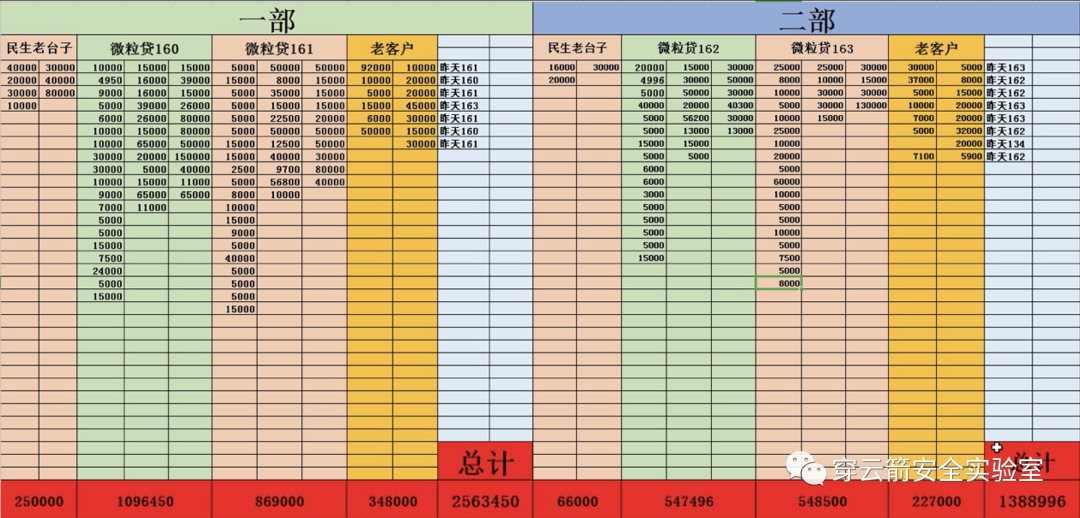 一部 二部
民生老台子 微粒贷160 微粒贷161 老客户 民生老台子 微粒贷162 微粒贷163 老客户
40000 30000 10000 15000 15000 5000 50000 50000 92000 10000 昨天161 16000 30000 20000 15000 30000 25000 25000 30000 30000 5000 昨天163
20000 40000 4950 16000 39000 15000 8000 15000 10000 20000 昨天160 20000 4996 30000 50000 8000 10000 15000 37000 8000 昨天162
30000 80000 9000 16000 15000 5000 35000 15000 5000 20000 昨天161 5000 50000 30000 10000 30000 30000 5000 15000 昨天162
10000 5000 39000 26000 5000 15000 15000 15000 45000 昨天163 40000 20000 40300 5000 30000 130000 10000 20000 昨天163
6000 26000 80000 5000 22500 20000 6000 30000 昨天161 5000 56200 30000 10000 15000 7000 20000 昨天163
10000 15000 80000 5000 50000 50000 50000 15000 昨天160 5000 13000 13000 25000 5000 32000 昨天162
10000 65000 50000 15000 12500 50000 30000 昨天161 15000 15000 10000 20000 昨天134
30000 20000 150000 15000 40000 30000 5000 5000 20000 7100 5900 昨天162
30000 5000 40000 2500 9700 80000 6000 5000
10000 15000 11000 5000 56800 40000 5000 60000
9000 65000 65000 8000 10000 3000 10000
7000 11000 10000 5000 5000
5000 15000 5000 5000
5000 9000 5000 10000
15000 5000 5000 5000
7500 40000 15000 7500
24000 5000 5000
5000 5000 8000
15000 5000
15000
总计 总计
250000 1096450 869000 348000 2563450 66000 547496 548500 227000 1388996
穿云箭安全实验室